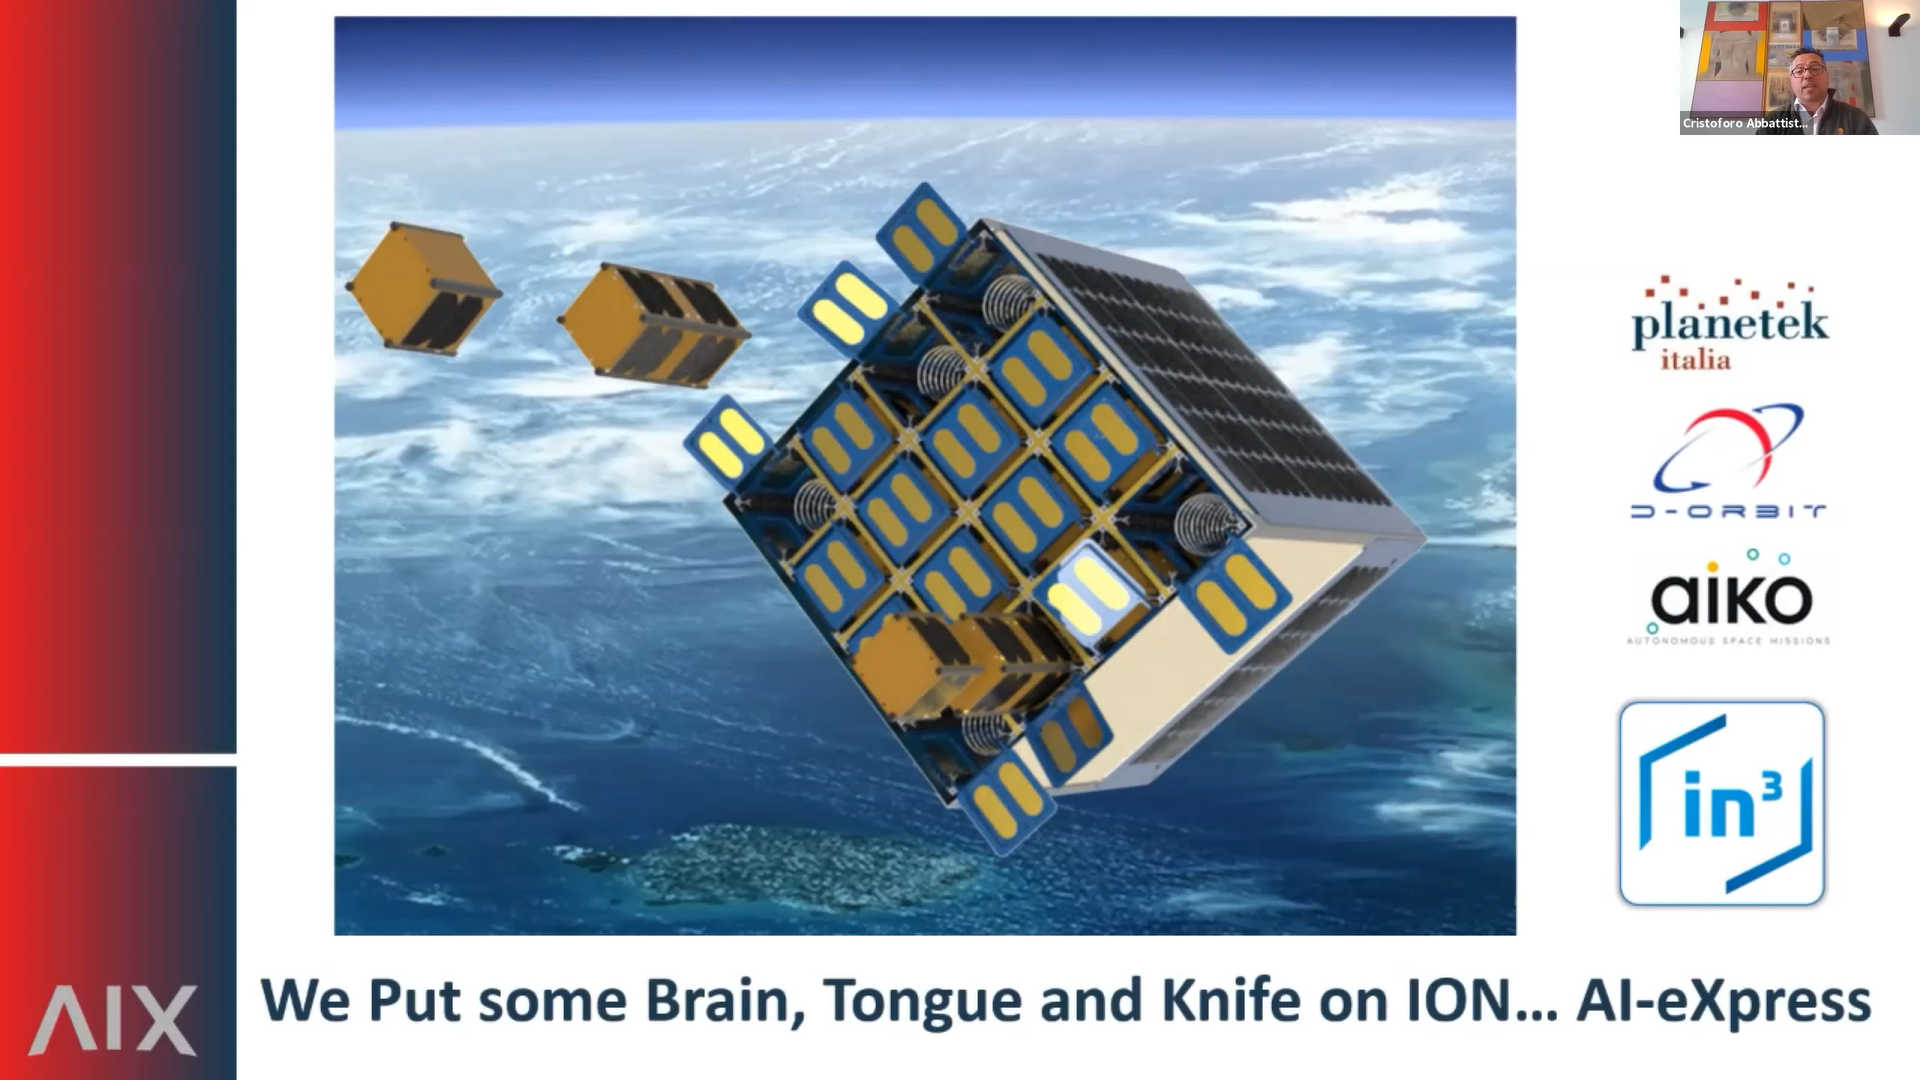 Cristoforo Abbattist...
planetek
italia
D-ORBIT
aiko
AUTONOMOUS SPACE MISSIONS
in³
AIX
We Put some Brain, Tongue and Knife on ION... AI-eXpress